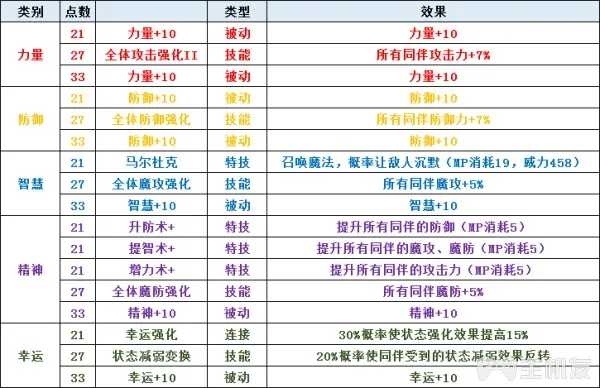 类别 点数 类型 效果
力量 21 力量+10 被动 力量+10
27 全体攻击强化II 技能 所有同伴攻击力+7%
33 力量+10 被动 力量+10
防御 21 防御+10 被动 防御+10
27 全体防御强化 技能 所有同伴防御力+7%
33 防御+10 被动 防御+10
智慧 21 马尔杜克 特技 召唤魔法，概率让敌人沉默（MP消耗19，威力458）
27 全体魔攻强化 技能 所有同伴魔攻+5%
33 智慧+10 被动 智慧+10
精神 21 升防术+ 特技 提升所有同伴的防御（MP消耗5）
21 提智术+ 特技 提升所有同伴的魔攻、魔防（MP消耗5）
21 增力术+ 特技 提升所有同伴的攻击力（MP消耗5）
27 全体魔防强化 技能 所有同伴魔防+5%
33 精神+10 被动 精神+10
幸运 21 幸运强化 连接 30%概率使状态强化效果提高15%
27 状态减弱变换 技能 20%概率使同伴受到的状态减弱效果反转
33 幸运+10 被动 幸运+10
主机友